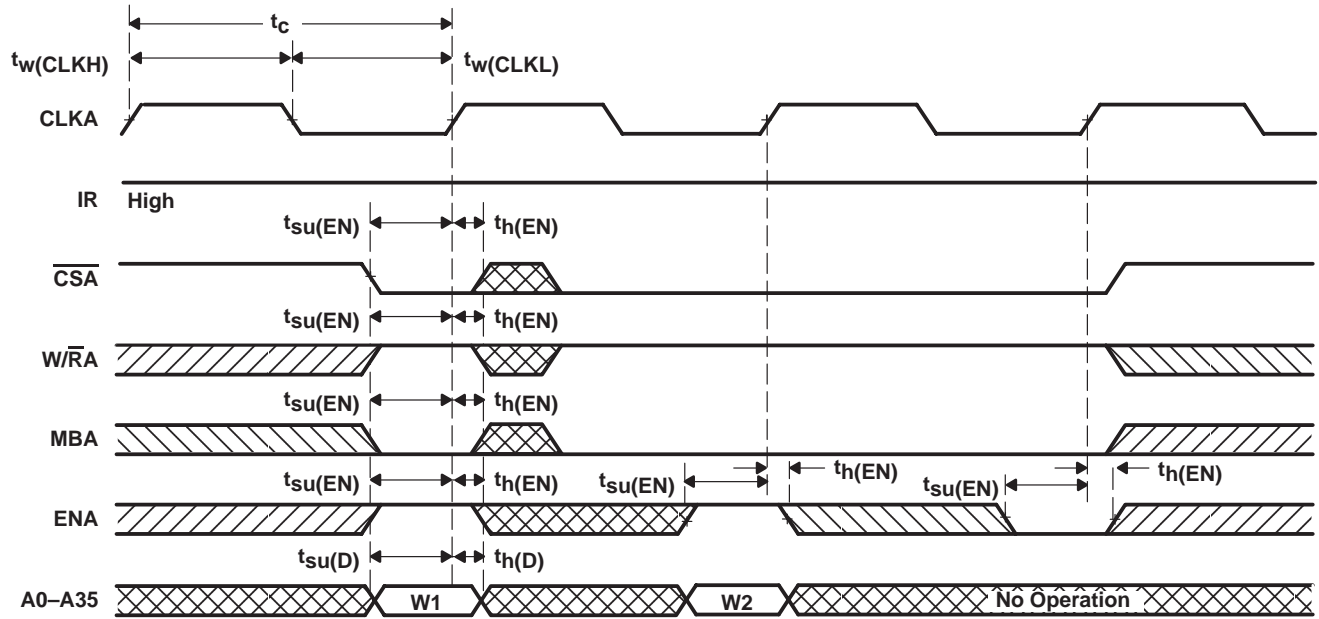 tc
tw(CLKH)
tw(CLKL)
CLKA
IR High
tsu(EN) th(EN)
CSA
tsu(EN) th(EN)
W/RA
tsu(EN) th(EN)
MBA
tsu(EN) th(EN) tsu(EN) th(EN) tsu(EN) th(EN)
ENA
tsu(D) th(D)
A0–A35 W1 W2 No Operation